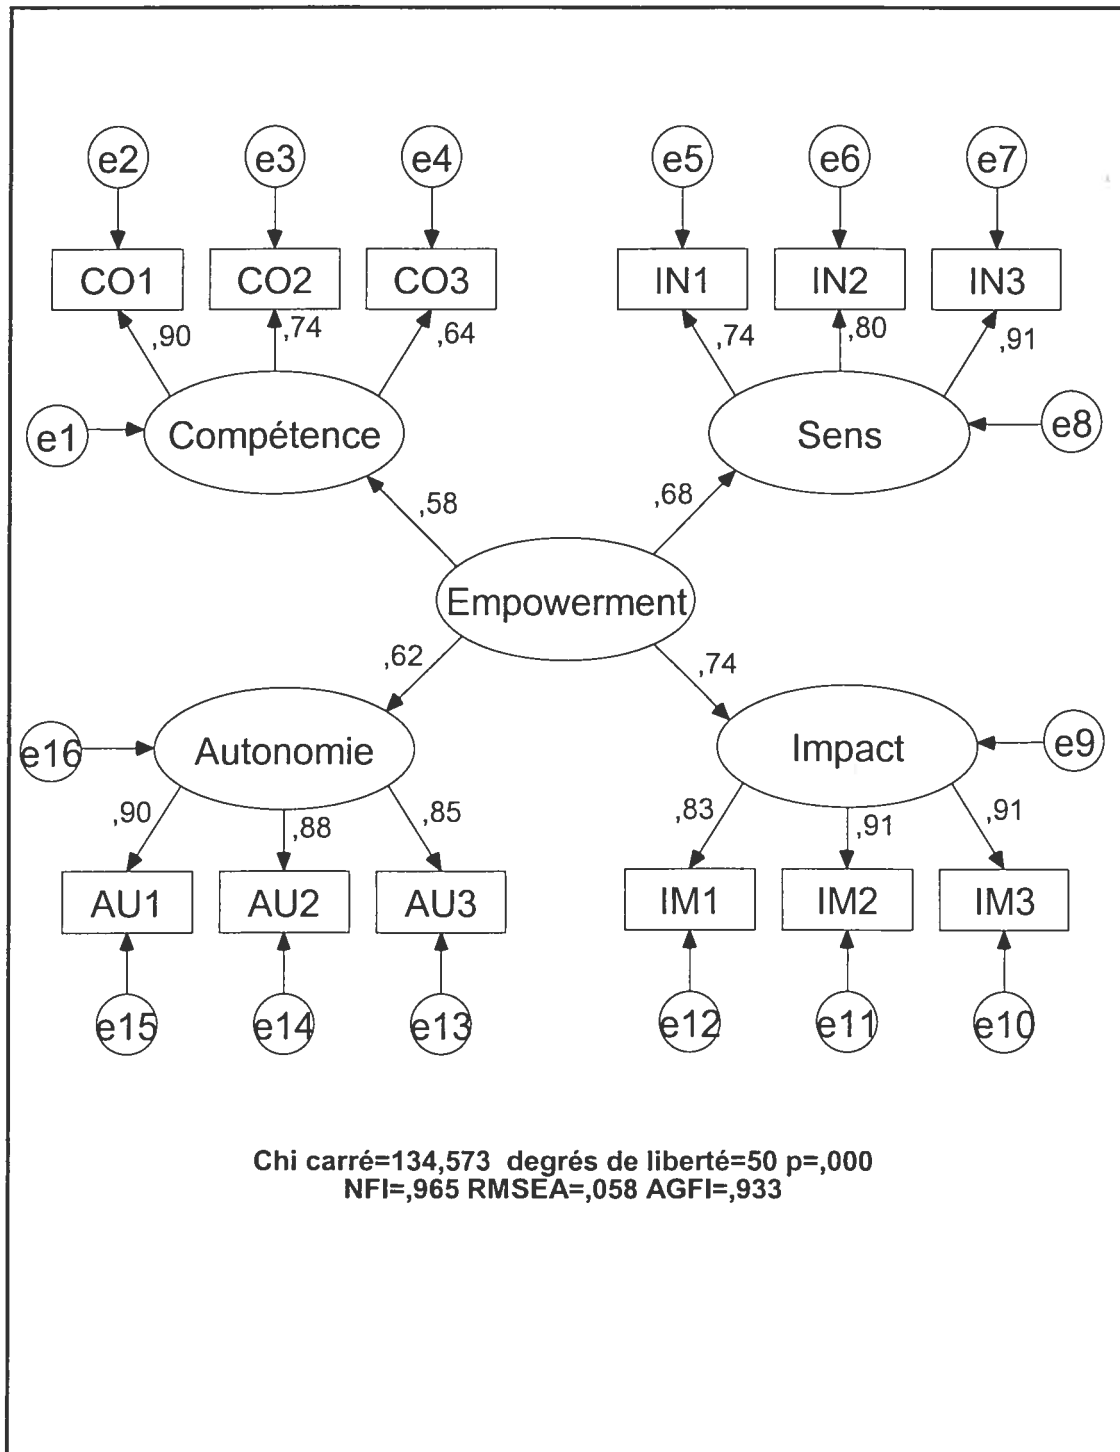 e2 e3 e4 e5 e6 e7
CO1 CO2 CO3 IN1 IN2 IN3
,90 ,74 ,64 ,74 ,80 ,91
e1 Compétence Sens e8
,58 ,68
Empowerment
,62 ,74
e16 Autonomie Impact e9
,90 ,88 ,85 ,83 ,91 ,91
AU1 AU2 AU3 IM1 IM2 IM3
e15 e14 e13 e12 e11 e10
Chi carré=134,573 degrés de liberté=50 p=,000
NFI=,965 RMSEA=,058 AGFI=,933